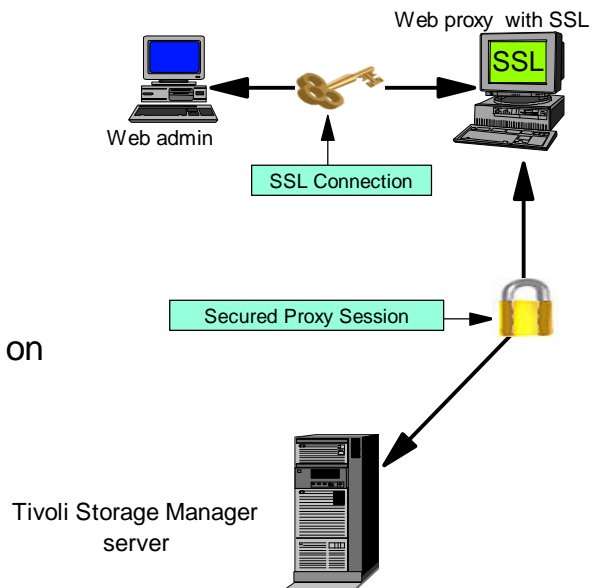 Web proxy with SSL
SSL
Web admin
SSL Connection
Secured Proxy Session
on
Tivoli Storage Manager
server